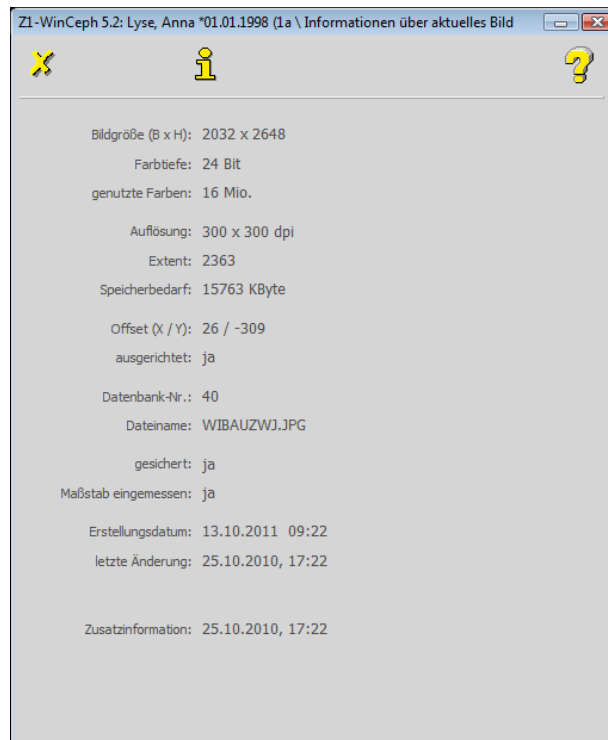 Z1-WinCeph 5.2: Lyse, Anna *01.01.1998 (1a \ Informationen über aktuelles Bild
Bildgröße (B x H): 2032 x 2648
Farbtiefe: 24 Bit
genutzte Farben: 16 Mio.
Auflösung: 300 x 300 dpi
Extent: 2363
Speicherbedarf: 15763 KByte
Offset (X / Y): 26 / -309
ausgerichtet: ja
Datenbank-Nr.: 40
Dateiname: WIBAUZWJ.JPG
gesichert: ja
Maßstab eingemessen: ja
Erstellungsdatum: 13.10.2011 09:22
letzte Änderung: 25.10.2010, 17:22
Zusatzinformation: 25.10.2010, 17:22